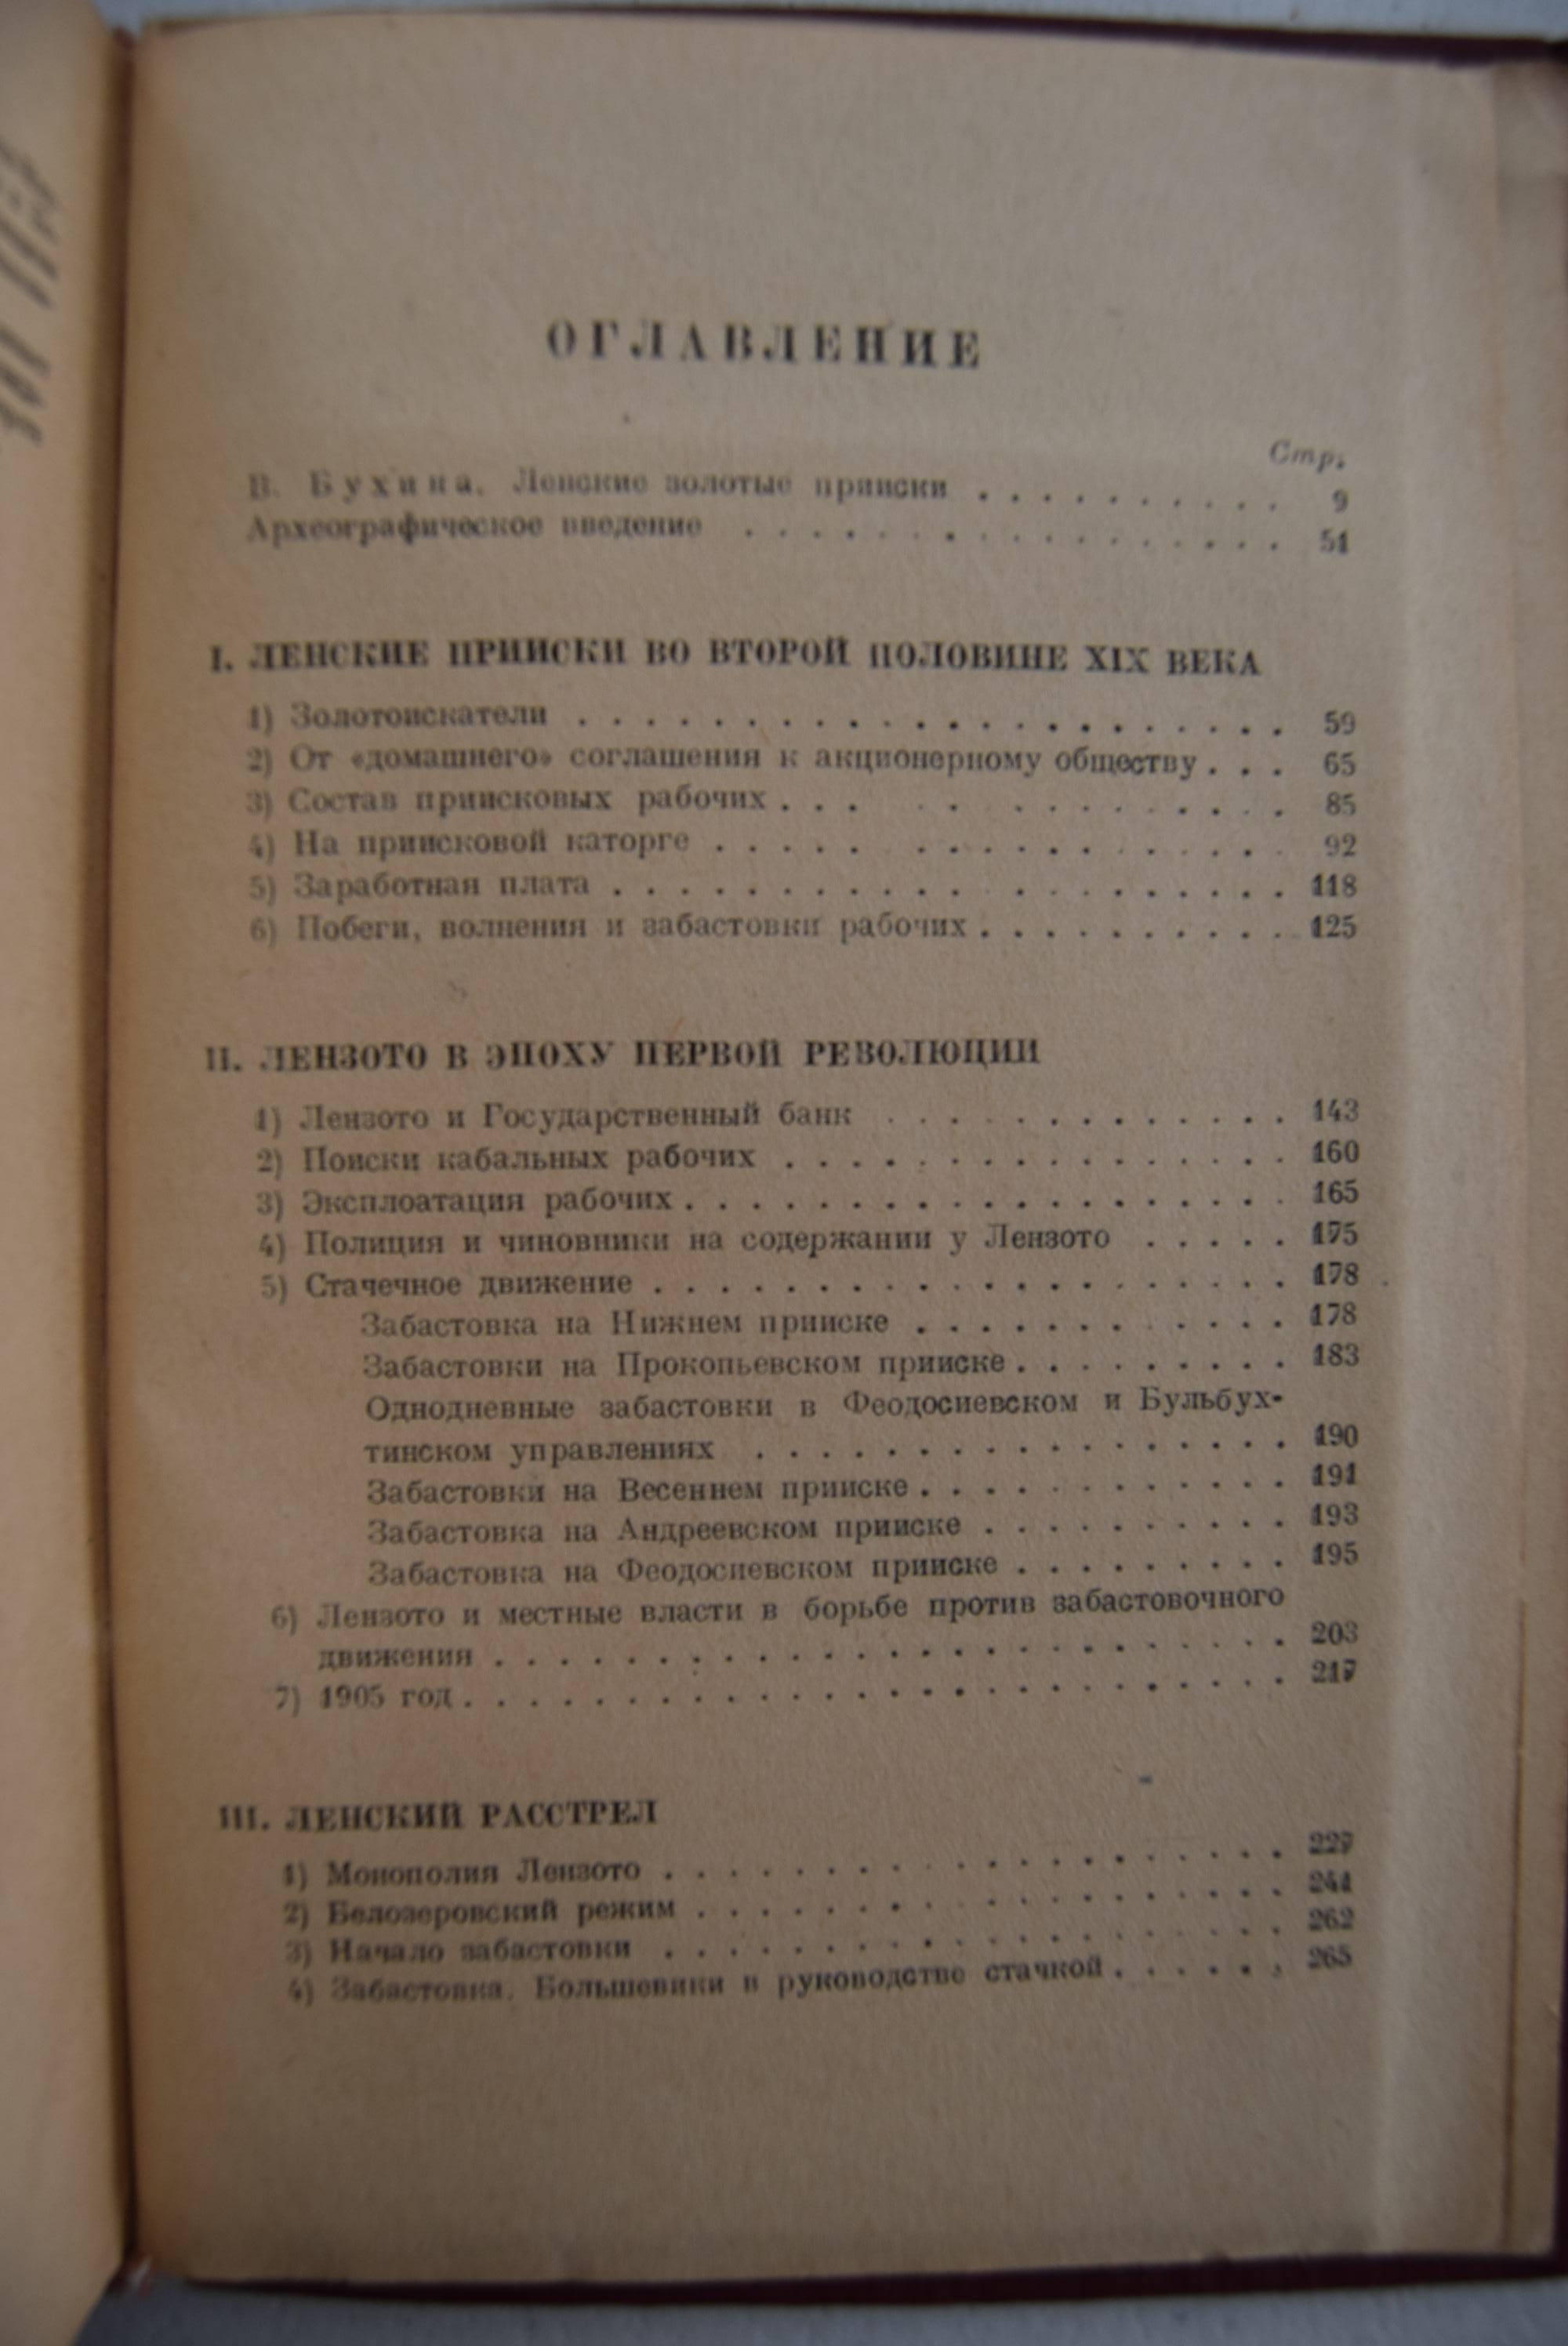 ОГЛАВЛЕНИЕ
Стр.
В. Бухина. Ленские золотые прииски . . . . . . . . . . 9
Археографическое введение . . . . . . . . . . . . . . . . . 51
I. ЛЕНСКИЕ ПРИИСКИ ВО ВТОРОЙ ПОЛОВИНЕ XIX ВЕКА
1) Золотоискатели . . . . . . . . . . . . . . . . . . . . . . 59
2) От «домашнего» соглашения к акционерному обществу . . . 65
3) Состав приисковых рабочих . . . . . . . . . . . . . . 85
4) На приисковой каторге . . . . . . . . . . . . . . . . . 92
5) Заработная плата . . . . . . . . . . . . . . . . . . . . 118
6) Побеги, волнения и забастовки рабочих . . . . . . . . . . 125
II. ЛЕНЗОТО В ЭПОХУ ПЕРВОЙ РЕВОЛЮЦИИ
1) Лензото и Государственный банк . . . . . . . . . . . . . 143
2) Поиски кабальных рабочих . . . . . . . . . . . . . . . . 160
3) Эксплоатация рабочих . . . . . . . . . . . . . . . . . . . 165
4) Полиция и чиновники на содержании у Лензото . . . . . 175
5) Стачечное движение . . . . . . . . . . . . . . . . . . . . 178
Забастовка на Нижнем прииске . . . . . . . . . . . . 178
Забастовки на Прокопьевском прииске . . . . . . . . . 183
Однодневные забастовки в Феодосиевском и Бульбух-
тинском управлениях . . . . . . . . . . . . . . . . . 190
Забастовки на Весеннем прииске . . . . . . . . . . . . 191
Забастовка на Андреевском прииске . . . . . . . . . . 193
Забастовка на Феодосиевском прииске . . . . . . . . . 195
6) Лензото и местные власти в борьбе против забастовочного
движения . . . . . . . . . . . . . . . . . . . . . . . . . 203
7) 1905 год . . . . . . . . . . . . . . . . . . . . . . . . . . 217
III. ЛЕНСКИЙ РАССТРЕЛ
1) Монополия Лензото . . . . . . . . . . . . . . . . . . . . 227
2) Белозеровский режим . . . . . . . . . . . . . . . . . . 241
3) Начало забастовки . . . . . . . . . . . . . . . . . . . . 262
4) Забастовка. Большевики в руководстве стачкой . . . . . . 265